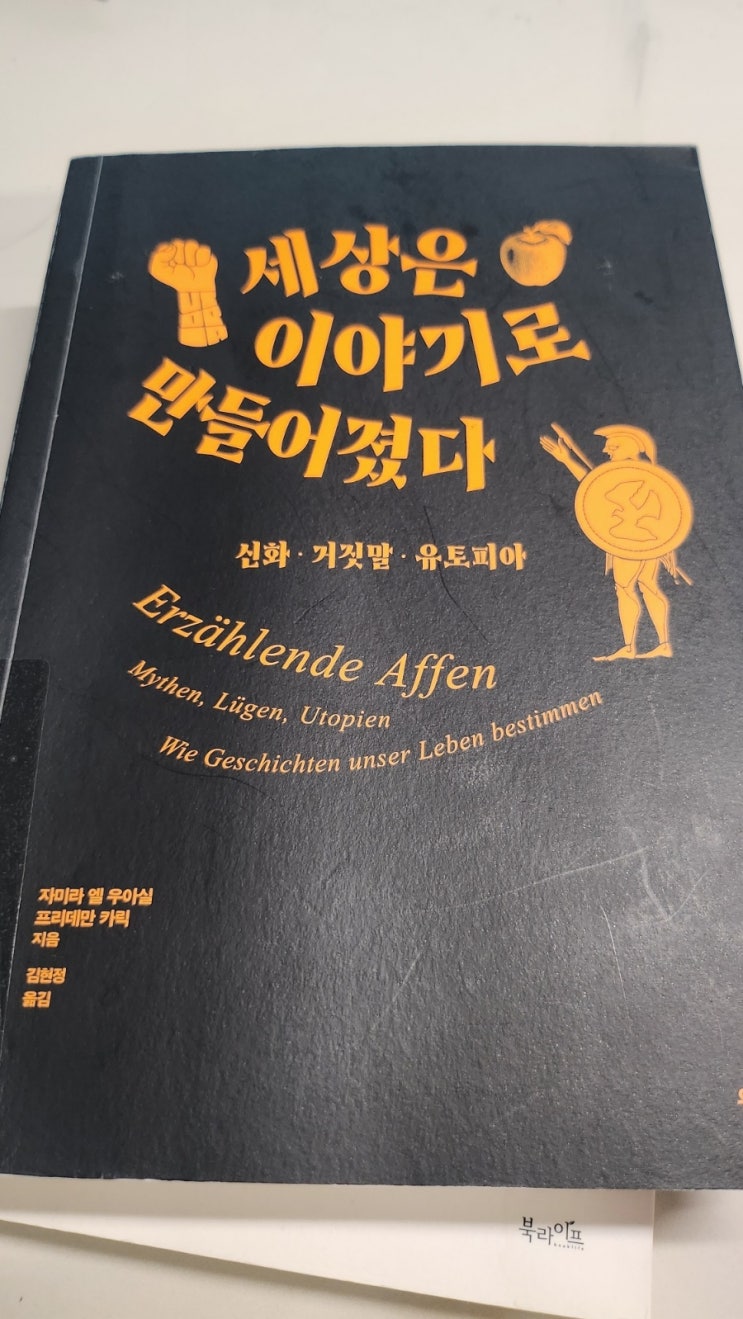 세상은
이야기로
만들어졌다
신화 · 거짓말 · 유토피아
Erzählende Affen
Mythen, Lügen, Utopien
Wie Geschichten unser Leben bestimmen
자미라 엘 우아실
프리데만 카릭
지음
김현정
옮김
북라이프
booklife